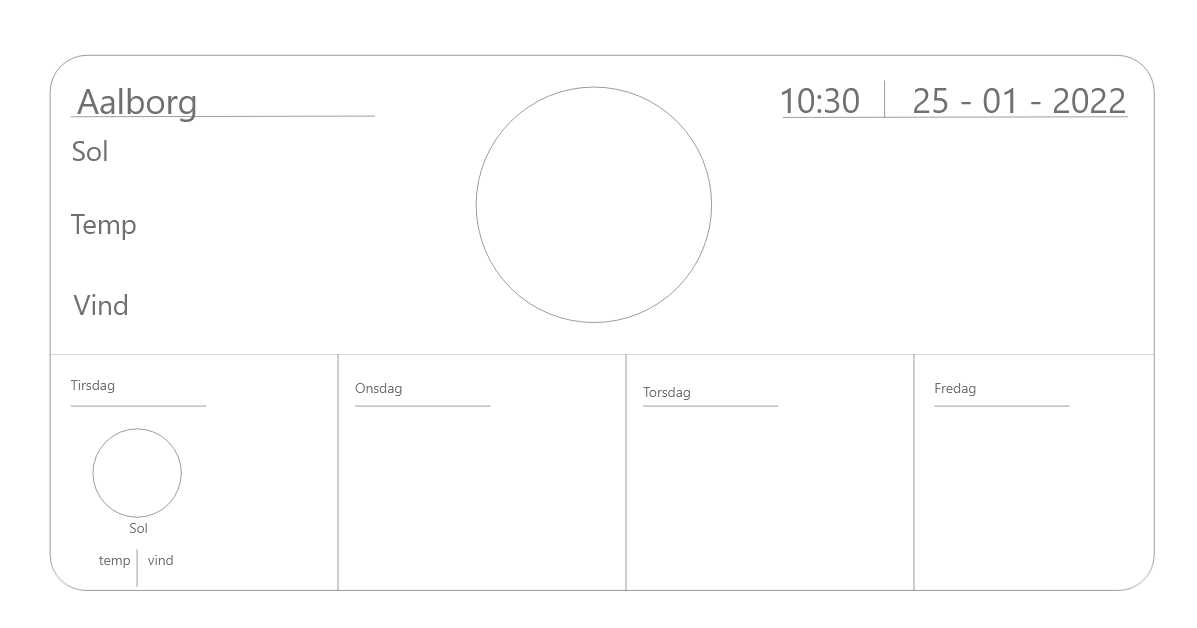 Aalborg
10:30 25 - 01 - 2022
Sol
Temp
Vind
Tirsdag
Onsdag
Torsdag
Fredag
Sol
temp vind